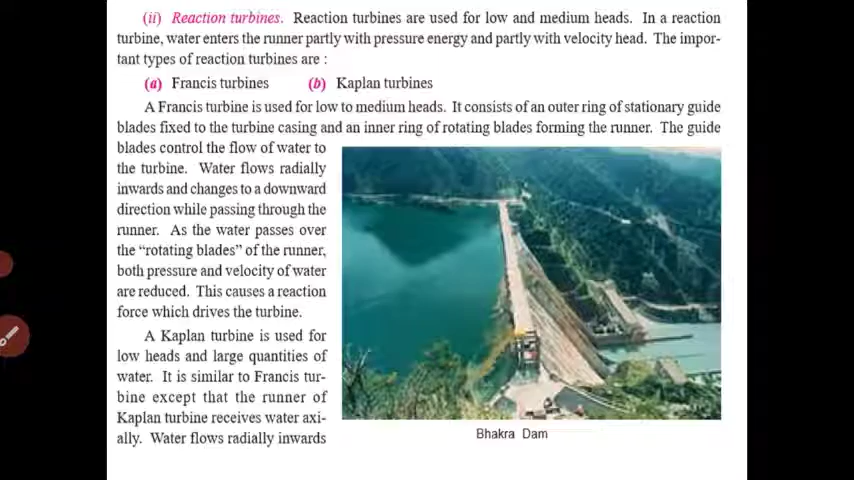 (ii) Reaction turbines. Reaction turbines are used for low and medium heads. In a reaction
turbine, water enters the runner partly with pressure energy and partly with velocity head. The impor-
tant types of reaction turbines are :
(a) Francis turbines (b) Kaplan turbines
A Francis turbine is used for low to medium heads. It consists of an outer ring of stationary guide
blades fixed to the turbine casing and an inner ring of rotating blades forming the runner. The guide
blades control the flow of water to
the turbine. Water flows radially
inwards and changes to a downward
direction while passing through the
runner. As the water passes over
the “rotating blades” of the runner,
both pressure and velocity of water
are reduced. This causes a reaction
force which drives the turbine.
A Kaplan turbine is used for
low heads and large quantities of
water. It is similar to Francis tur-
bine except that the runner of
Kaplan turbine receives water axi-
ally. Water flows radially inwards
Bhakra Dam